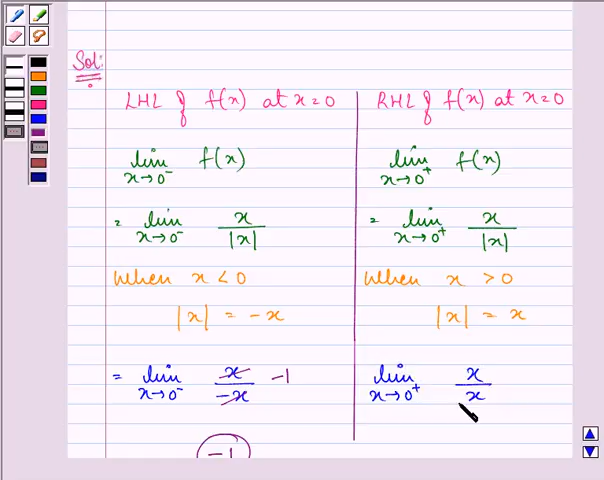 Sol:
LHL of f(x) at x=0
lim x→0⁻ f(x)
= lim x→0⁻ x/|x|
When x < 0
|x| = -x
= lim x→0⁻ x/-x -1
-1
RHL of f(x) at x=0
lim x→0⁺ f(x)
= lim x→0⁺ x/|x|
When x > 0
|x| = x
lim x→0⁺ x/x